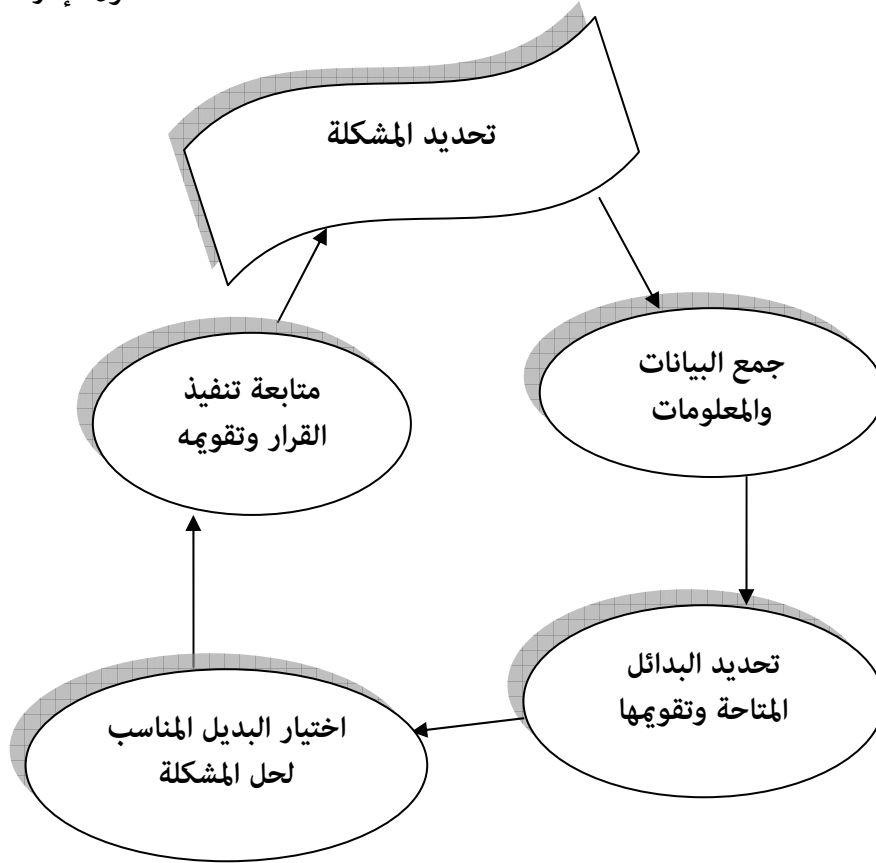 تحديد المشكلة
جمع البيانات
والمعلومات
تحديد البدائل
المتاحة وتقويمها
اختيار البديل المناسب
لحل المشكلة
متابعة تنفيذ
القرار وتقويمه